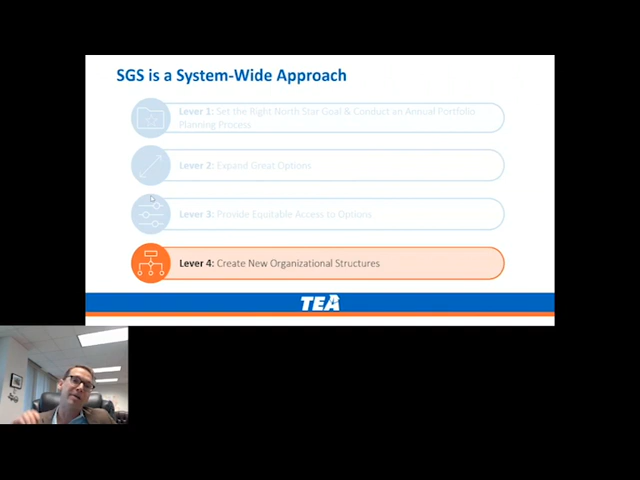 SGS is a System-Wide Approach
Lever 1: Set the Right North Star Goal & Conduct an Annual Portfolio
Planning Process
Lever 2: Expand Great Options
Lever 3: Provide Equitable Access to Options
Lever 4: Create New Organizational Structures
TEA